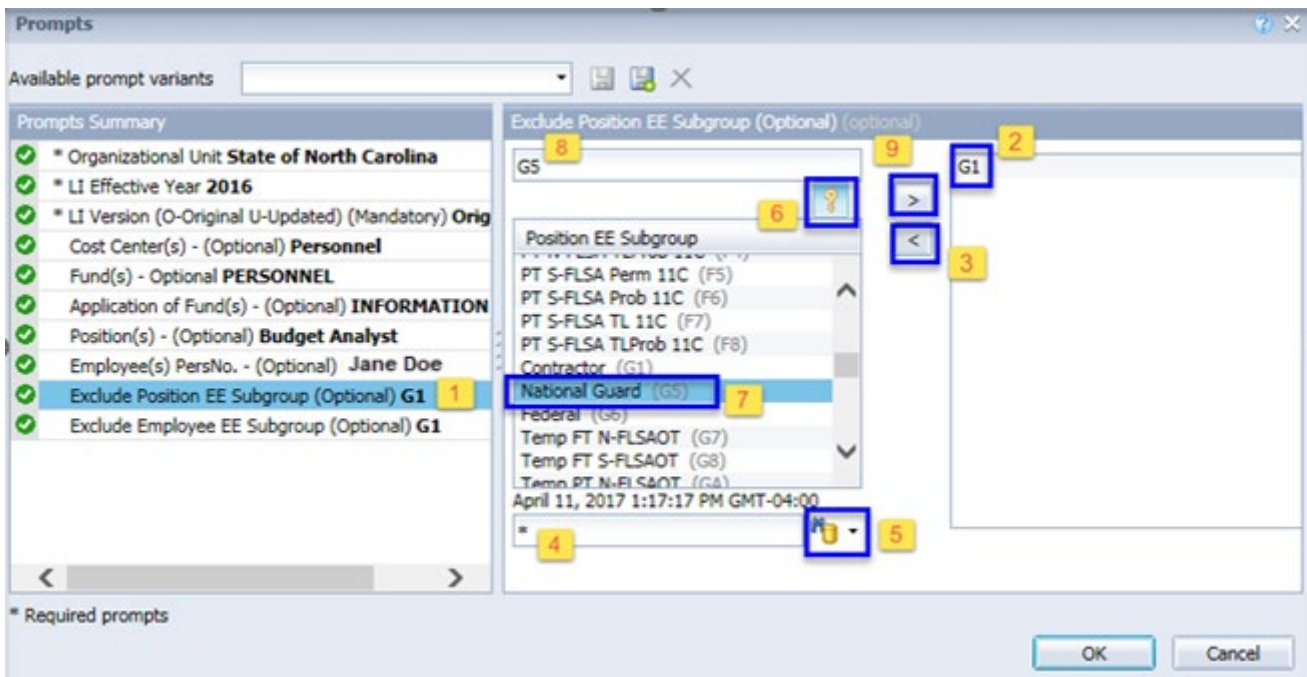 Prompts
Available prompt variants
Prompts Summary
* Organizational Unit State of North Carolina
* LI Effective Year 2016
* LI Version (O-Original U-Updated) (Mandatory) Orig
Cost Center(s) - (Optional) Personnel
Fund(s) - Optional PERSONNEL
Application of Fund(s) - (Optional) INFORMATION
Position(s) - (Optional) Budget Analyst
Employee(s) PersNo. - (Optional) Jane Doe
Exclude Position EE Subgroup (Optional) G1 1
Exclude Employee EE Subgroup (Optional) G1
* Required prompts
Exclude Position EE Subgroup (Optional) (optional)
8
G5
6
Position EE Subgroup
PT S-FLSA Perm 11C (F5)
PT S-FLSA Prob 11C (F6)
PT S-FLSA TL 11C (F7)
PT S-FLSA TLProb 11C (F8)
Contractor (G1)
National Guard (G5) 7
Federal (G6)
Temp FT N-FLSAOT (G7)
Temp FT S-FLSAOT (G8)
Temp PT N-FLSAOT (GA)
April 11, 2017 1:17:17 PM GMT-04:00
* 4
5
9
>
<
3
2
G1
OK Cancel